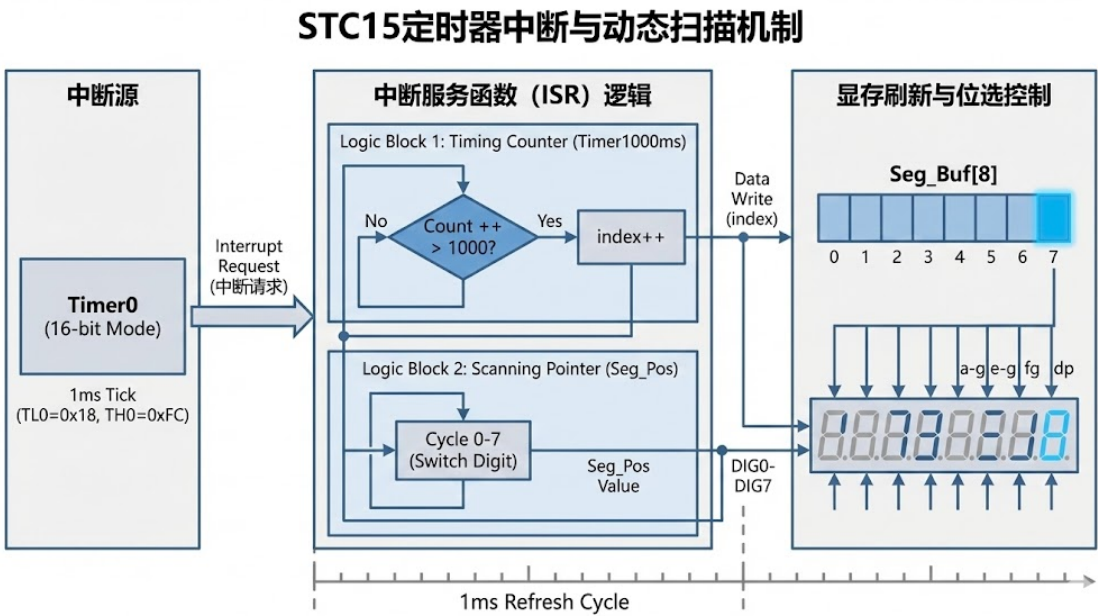 STC15定时器中断与动态扫描机制
中断源
Timer0
(16-bit Mode)
1ms Tick
(TL0=0x18, TH0=0xFC)
Interrupt
Request
(中断请求)
中断服务函数（ISR）逻辑
Logic Block 1: Timing Counter (Timer1000ms)
No
Count ++
> 1000?
Yes
index++
Logic Block 2: Scanning Pointer (Seg_Pos)
Cycle 0-7
(Switch Digit)
Seg_Pos
Value
Data
Write
(index)
DIG0-
DIG7
显存刷新与位选控制
Seg_Buf[8]
0 1 2 3 4 5 6 7
a-g e-g fg dp
1ms Refresh Cycle